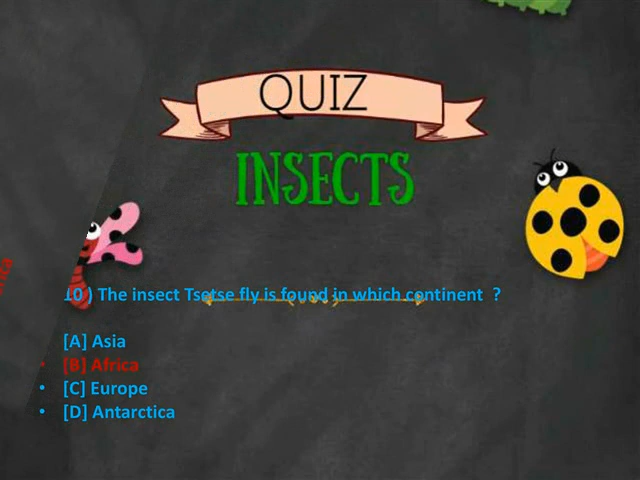 QUIZ
INSECTS
10 ) The insect Tsetse fly is found in which continent  ?
[A] Asia
• [B] Africa
• [C] Europe
• [D] Antarctica